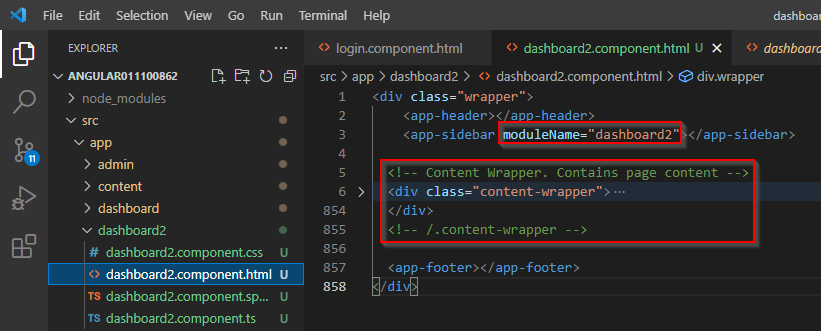 File Edit Selection View Go Run Terminal Help dashboard2
EXPLORER ...
login.component.html
dashboard2.component.html U
dashboard
ANGULAR011100862
node_modules
src
app
admin
content
dashboard
dashboard2
dashboard2.component.css U
dashboard2.component.html U
TS dashboard2.component.sp... U
TS dashboard2.component.ts U
11
src > app > dashboard2 > dashboard2.component.html > div.wrapper
1 <div class="wrapper">
2 <app-header></app-header>
3 <app-sidebar moduleName="dashboard2"></app-sidebar>
4
5 <!-- Content Wrapper. Contains page content -->
6 <div class="content-wrapper">...
854 </div>
855 <!-- /.content-wrapper -->
856
857 <app-footer></app-footer>
858 </div>